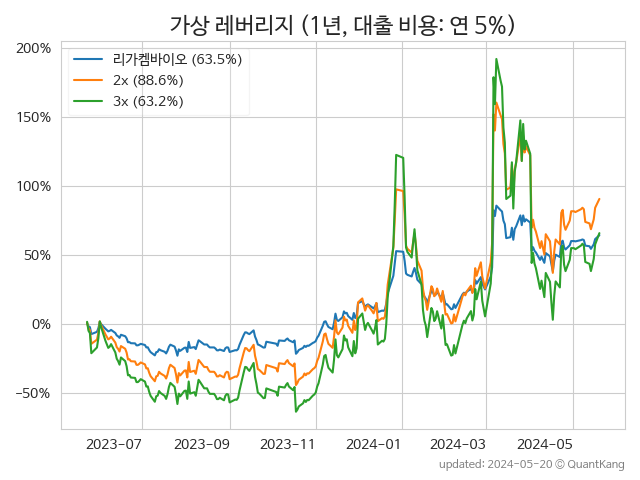 가상 레버리지 (1년, 대출 비용: 연 5%)
200%
150%
100%
50%
0%
−50%
리가켐바이오 (63.5%)
2x (88.6%)
3x (63.2%)
2023-07
2023-09
2023-11
2024-01
2024-03
2024-05
updated: 2024-05-20 © QuantKang